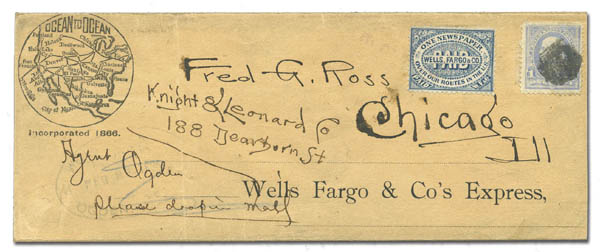 OCEAN TO OCEAN
Incorporated 1866.
ONE NEWSPAPER
WELLS, FARGO & CO.
PAID
OVER OUR ROUTES IN THE
Fred G. Ross
Knight & Leonard Co
188 Dearborn St
Chicago
Ill
Agent
Ogden
Please drop in mail
Wells Fargo & Co's Express,